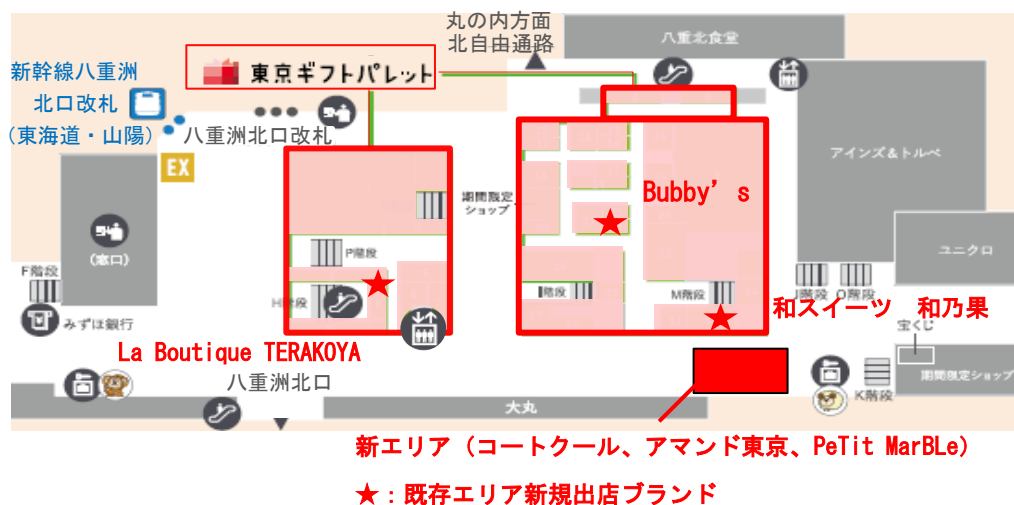 丸の内方面
北自由通路
八重北食堂
東京ギフトパレット
新幹線八重洲
北口改札
(東海道・山陽)
八重洲北口改札
EX
アインズ&トルペ
期間限定
ショップ
Bubby's
(窓口)
P階段
ユニクロ
F階段
H階段
I階段
M階段
J階段
O階段
みずほ銀行
和スイーツ 和乃果
宝くじ
La Boutique TERAKOYA
八重洲北口
期間限定ショップ
K階段
大丸
新エリア(コートクール、アマンド東京、PeTit MarBLe)
★:既存エリア新規出店ブランド